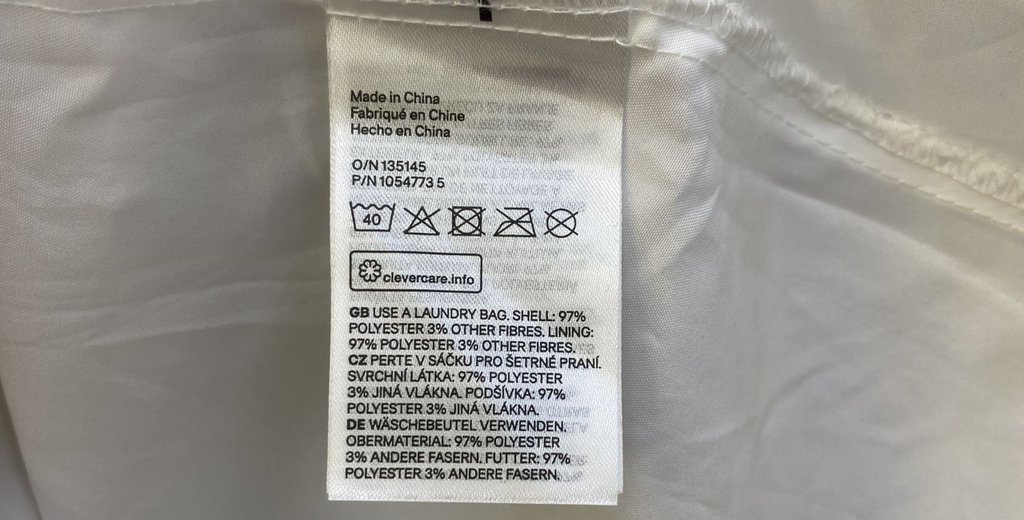 Made in China
Fabriqué en Chine
Hecho en China
O/N 135145
P/N 1054773 5
40
clevercare.info
GB USE A LAUNDRY BAG. SHELL: 97%
POLYESTER 3% OTHER FIBRES. LINING:
97% POLYESTER 3% OTHER FIBRES.
CZ PERTE V SÁČKU PRO ŠETRNÉ PRANÍ.
SVRCHNÍ LÁTKA: 97% POLYESTER
3% JINÁ VLÁKNA. PODŠÍVKA: 97%
POLYESTER 3% JINÁ VLÁKNA.
DE WÄSCHEBEUTEL VERWENDEN.
OBERMATERIAL: 97% POLYESTER
3% ANDERE FASERN. FUTTER: 97%
POLYESTER 3% ANDERE FASERN.